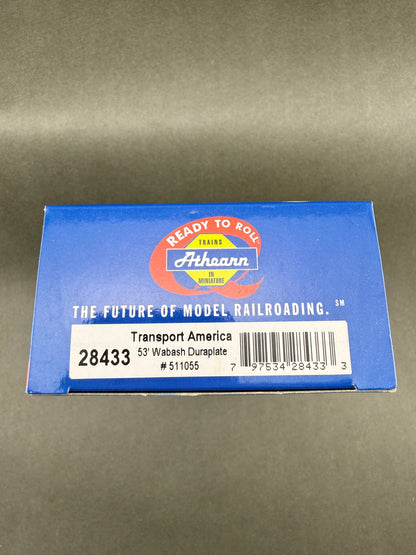 READY TO ROLL
TRAINS
Athearn
IN
MINIATURE
THE FUTURE OF MODEL RAILROADING. SM
Transport America
28433 53' Wabash Duraplate
# 511055
7 97534 28433 3